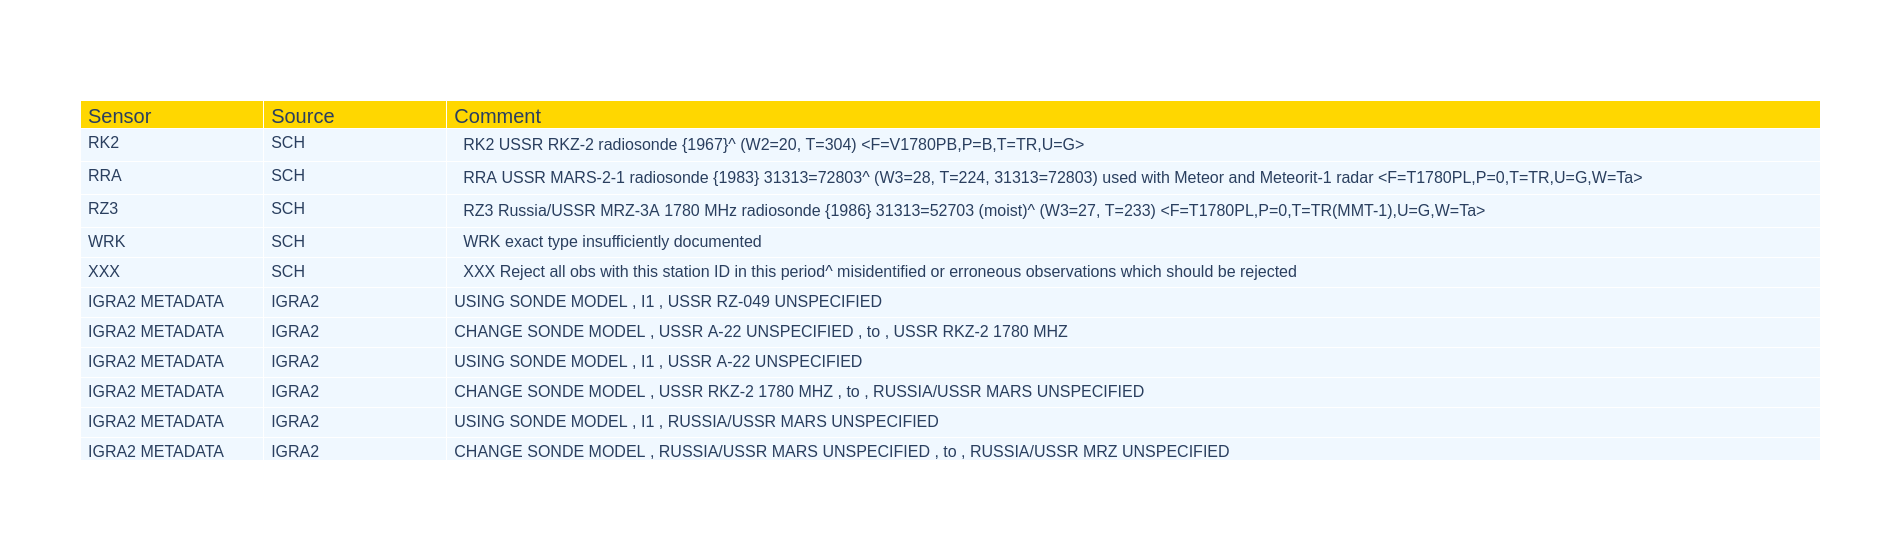 Sensor Source Comment
RK2 SCH RK2 USSR RKZ-2 radiosonde {1967}^ (W2=20, T=304) <F=V1780PB,P=B,T=TR,U=G>
RRA SCH RRA USSR MARS-2-1 radiosonde {1983} 31313=72803^ (W3=28, T=224, 31313=72803) used with Meteor and Meteorit-1 radar <F=T1780PL,P=0,T=TR,U=G,W=Ta>
RZ3 SCH RZ3 Russia/USSR MRZ-3A 1780 MHz radiosonde {1986} 31313=52703 (moist)^ (W3=27, T=233) <F=T1780PL,P=0,T=TR(MMT-1),U=G,W=Ta>
WRK SCH WRK exact type insufficiently documented
XXX SCH XXX Reject all obs with this station ID in this period^ misidentified or erroneous observations which should be rejected
IGRA2 METADATA IGRA2 USING SONDE MODEL , I1 , USSR RZ-049 UNSPECIFIED
IGRA2 METADATA IGRA2 CHANGE SONDE MODEL , USSR A-22 UNSPECIFIED , to , USSR RKZ-2 1780 MHZ
IGRA2 METADATA IGRA2 USING SONDE MODEL , I1 , USSR A-22 UNSPECIFIED
IGRA2 METADATA IGRA2 CHANGE SONDE MODEL , USSR RKZ-2 1780 MHZ , to , RUSSIA/USSR MARS UNSPECIFIED
IGRA2 METADATA IGRA2 USING SONDE MODEL , I1 , RUSSIA/USSR MARS UNSPECIFIED
IGRA2 METADATA IGRA2 CHANGE SONDE MODEL , RUSSIA/USSR MARS UNSPECIFIED , to , RUSSIA/USSR MRZ UNSPECIFIED